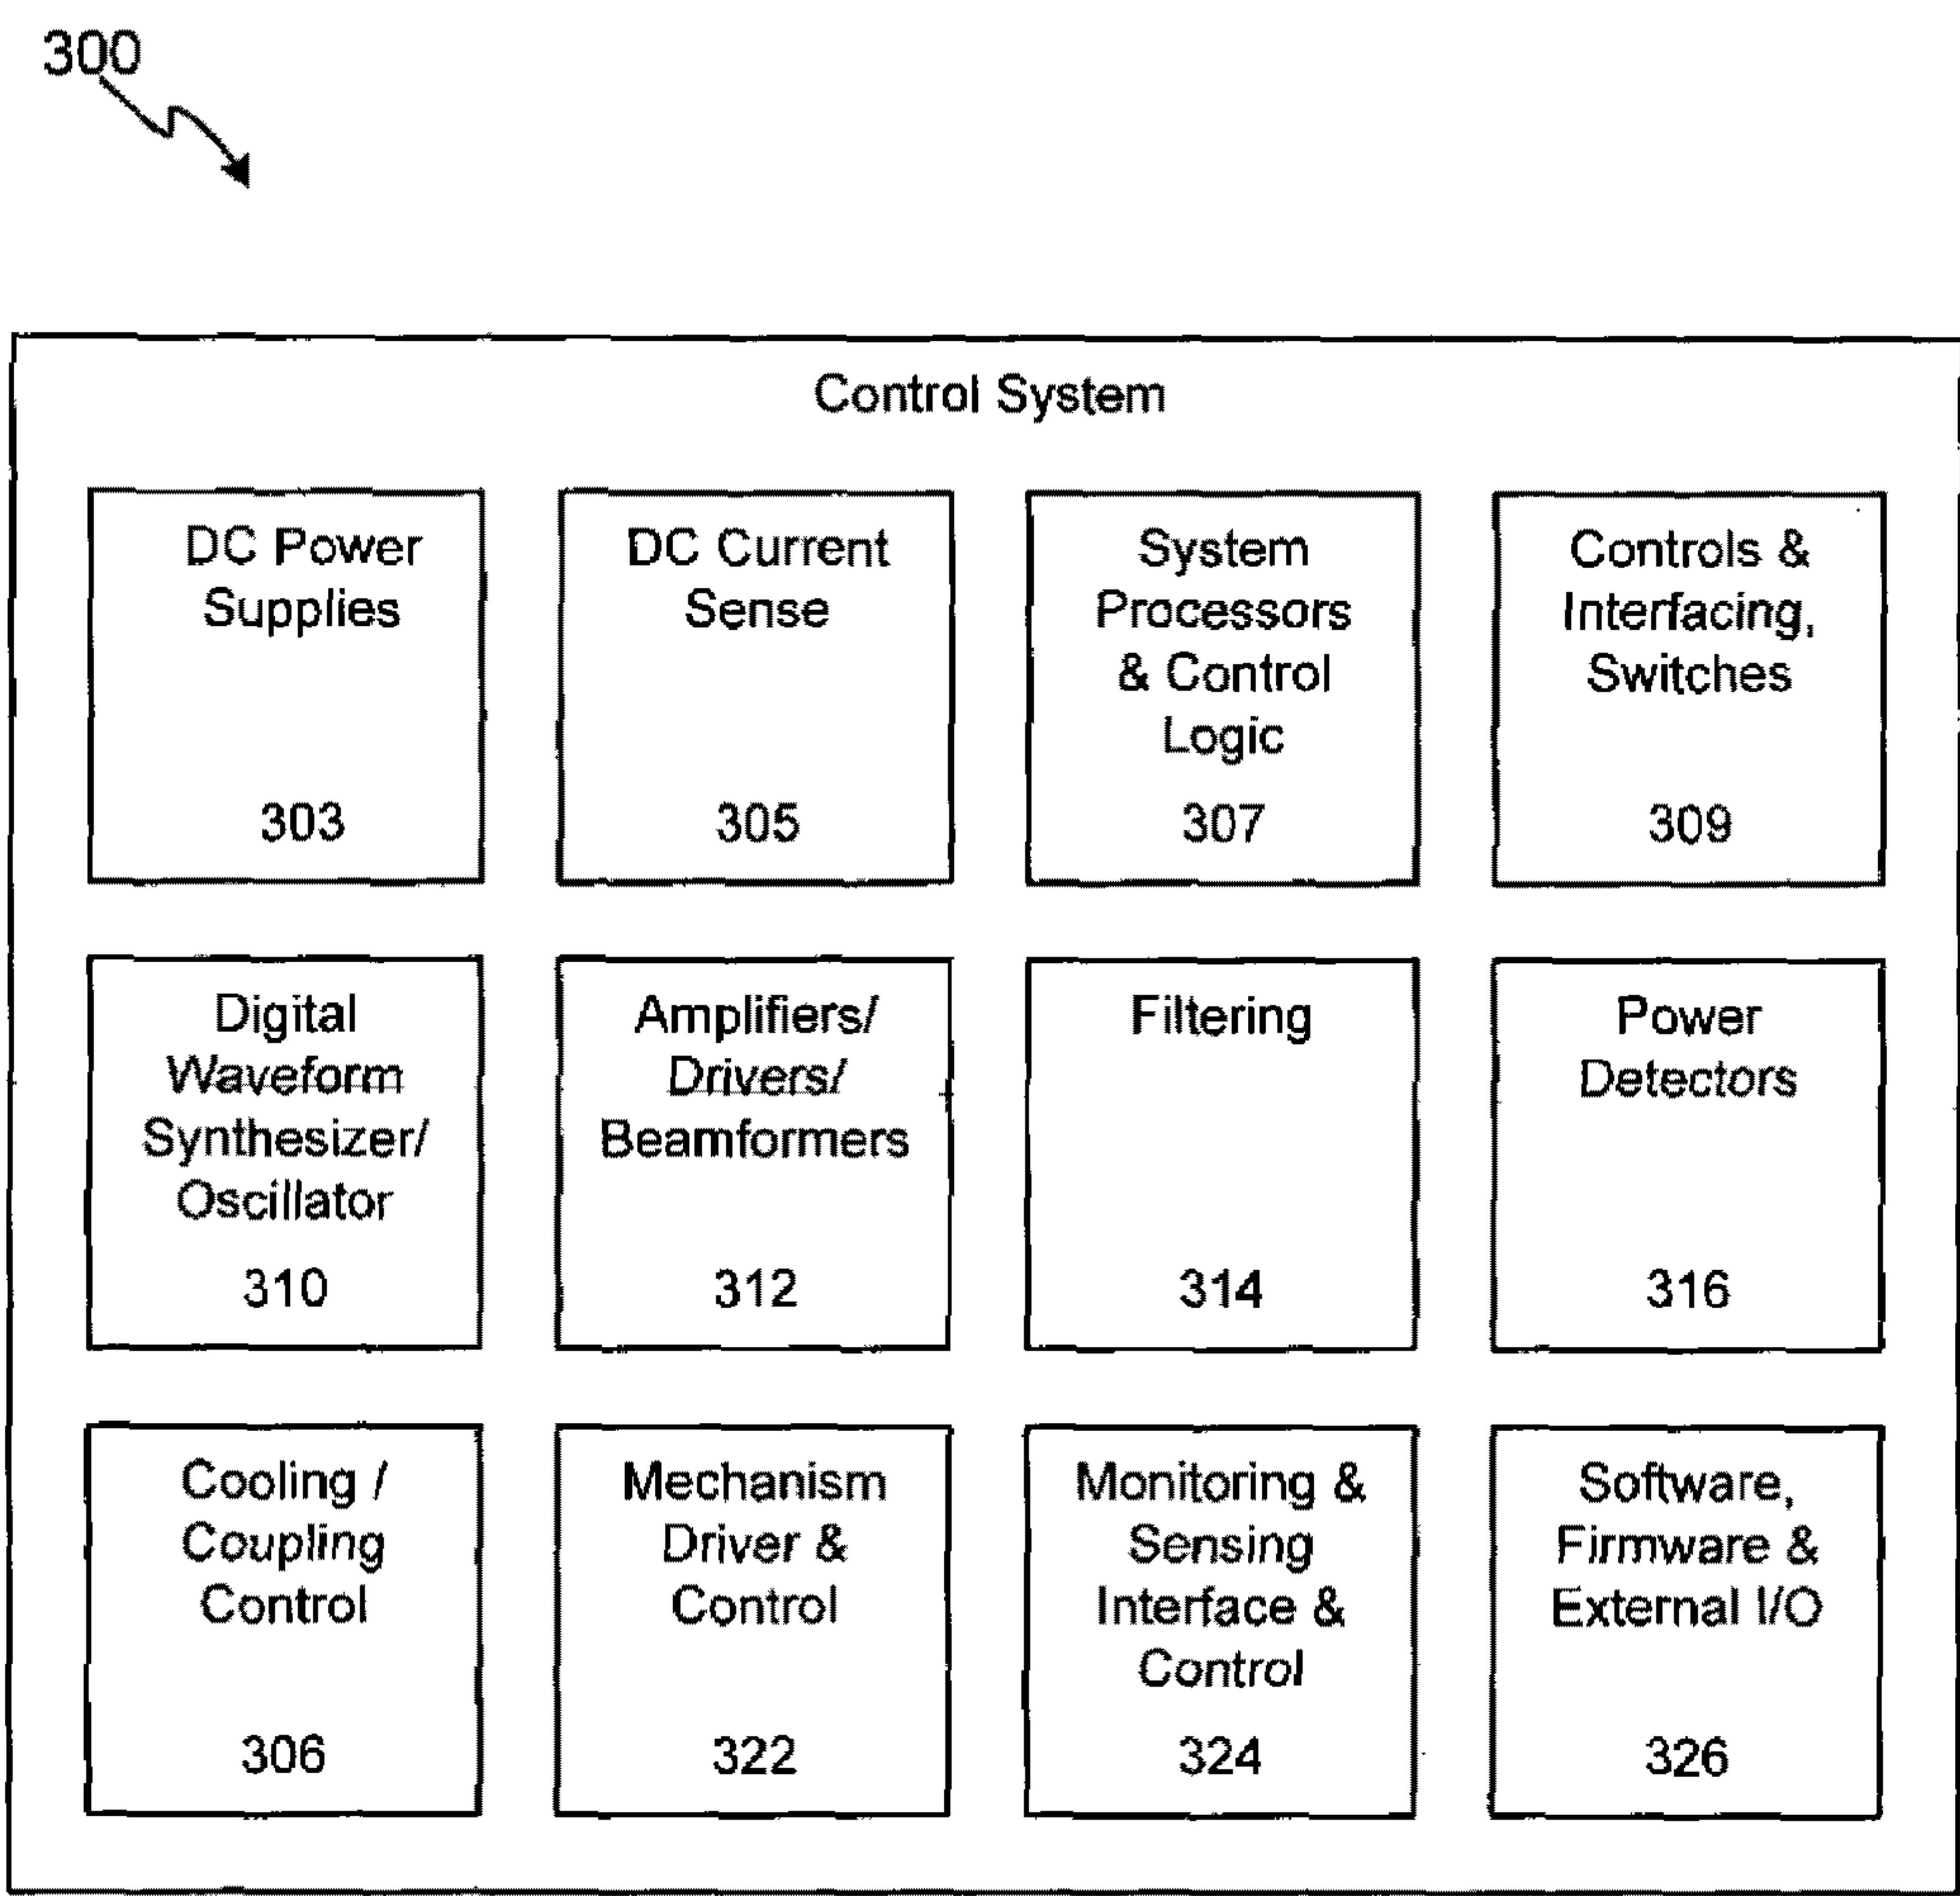 300
Control System
DC Power
Supplies
303
DC Current
Sense
305
System
Processors
& Control
Logic
307
Controls &
Interfacing,
Switches
309
Digital
Waveform
Synthesizer/
Oscillator
310
Amplifiers/
Drivers/
Beamformers
312
Filtering
314
Power
Detectors
316
Cooling /
Coupling
Control
306
Mechanism
Driver &
Control
322
Monitoring &
Sensing
Interface &
Control
324
Software,
Firmware &
External I/O
326